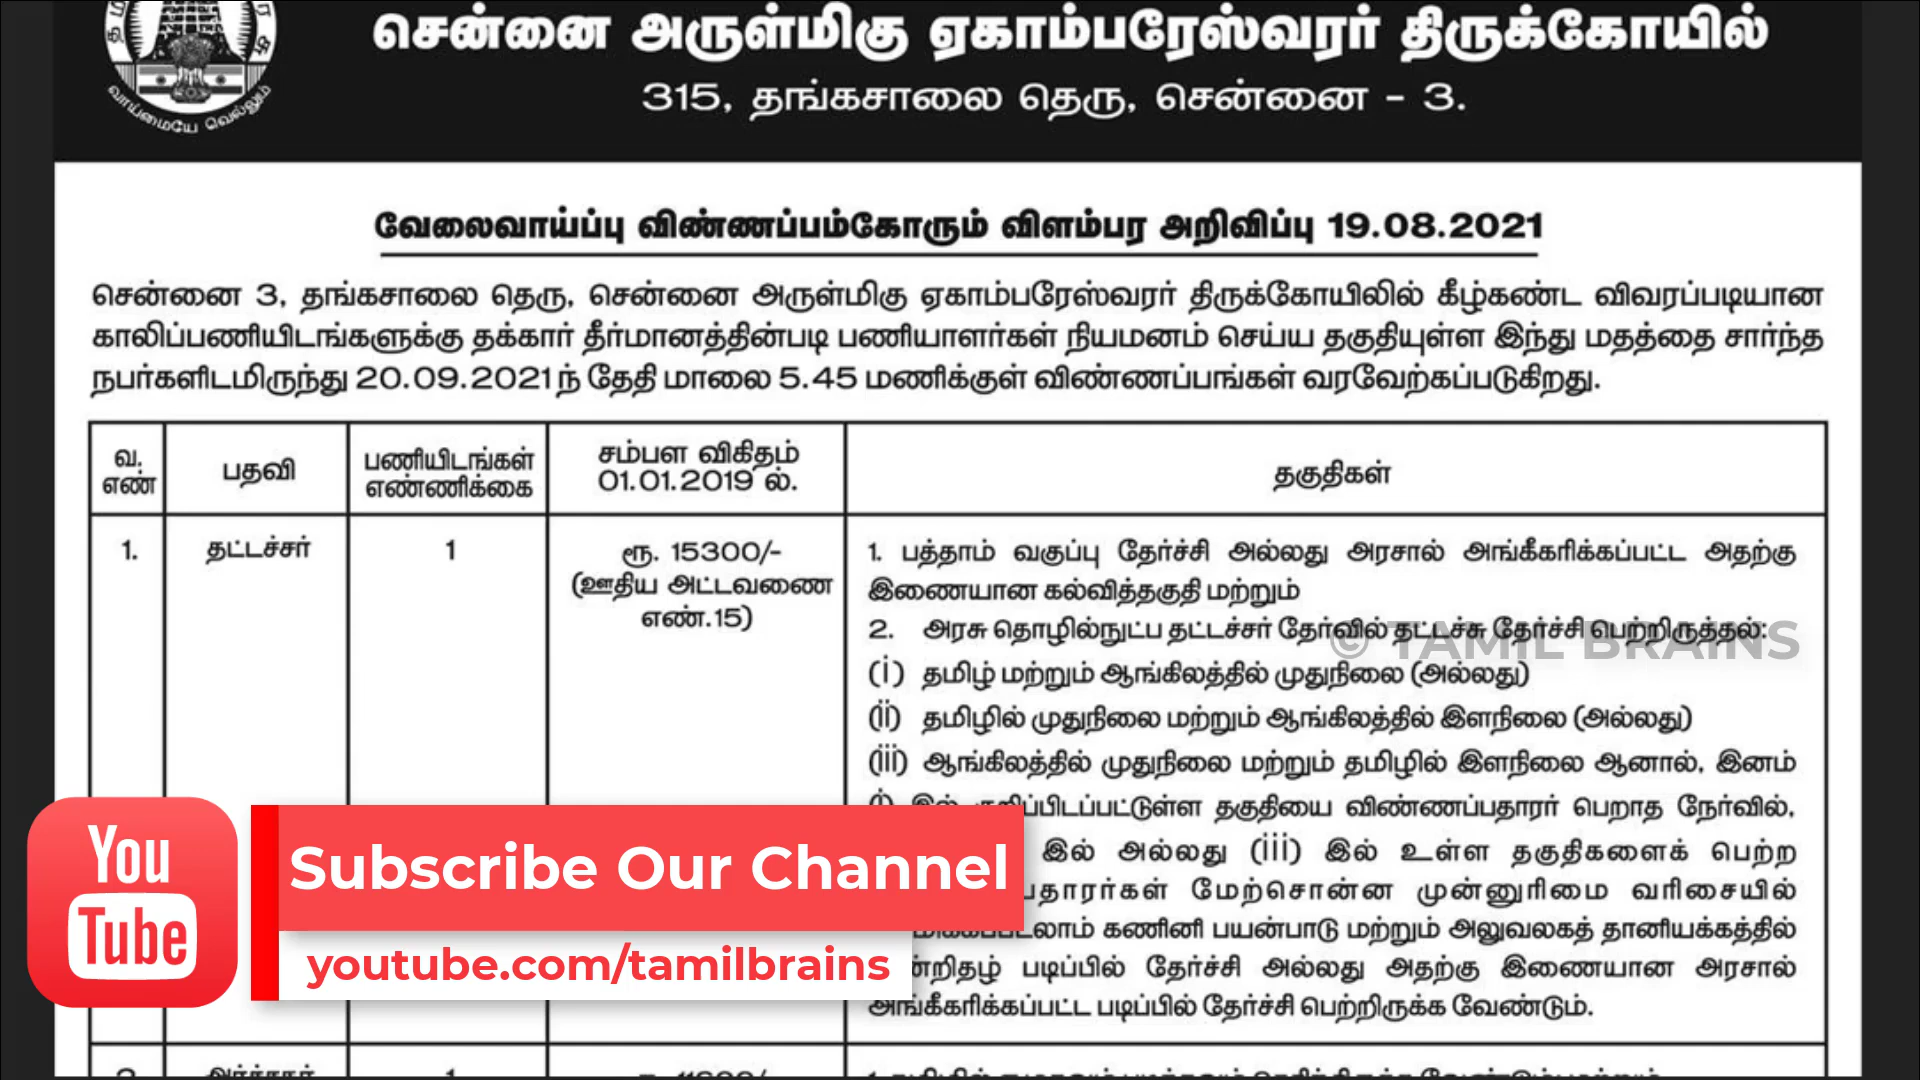 சென்னை அருள்மிகு ஏகாம்பரேஸ்வரர் திருக்கோயில்
315, தங்கசாலை தெரு, சென்னை - 3.
வாய்மையே வெல்லும்
வேலைவாய்ப்பு விண்ணப்பம்கோரும் விளம்பர அறிவிப்பு 19.08.2021
சென்னை 3, தங்கசாலை தெரு, சென்னை அருள்மிகு ஏகாம்பரேஸ்வரர் திருக்கோயிலில் கீழ்கண்ட விவரப்படியான
காலிப்பணியிடங்களுக்கு தக்கார் தீர்மானத்தின்படி பணியாளர்கள் நியமனம் செய்ய தகுதியுள்ள இந்து மதத்தை சார்ந்த
நபர்களிடமிருந்து 20.09.2021 ந் தேதி மாலை 5.45 மணிக்குள் விண்ணப்பங்கள் வரவேற்கப்படுகிறது.
வ. எண்
பதவி
பணியிடங்கள்
எண்ணிக்கை
சம்பள விகிதம்
01.01.2019 ல்.
தகுதிகள்
1.
தட்டச்சர்
1
ரூ. 15300/-
(ஊதிய அட்டவணை
எண்.15)
1. பத்தாம் வகுப்பு தேர்ச்சி அல்லது அரசால் அங்கீகரிக்கப்பட்ட அதற்கு
இணையான கல்வித்தகுதி மற்றும்
2. அரசு தொழில்நுட்ப தட்டச்சர் தேர்வில் தட்டச்சு தேர்ச்சி பெற்றிருத்தல்:
(i) தமிழ் மற்றும் ஆங்கிலத்தில் முதுநிலை (அல்லது)
(ii) தமிழில் முதுநிலை மற்றும் ஆங்கிலத்தில் இளநிலை (அல்லது)
(iii) ஆங்கிலத்தில் முதுநிலை மற்றும் தமிழில் இளநிலை ஆனால், இனம்
(i) இல் குறிப்பிடப்பட்டுள்ள தகுதியை விண்ணப்பதாரர் பெறாத நேர்வில்,
இல் அல்லது (iii) இல் உள்ள தகுதிகளைக் பெற்ற
மேற்சொன்ன முன்னுரிமை வரிசையில்
கணினி பயன்பாடு மற்றும் அலுவலகத் தானியக்கத்தில்
படிப்பில் தேர்ச்சி அல்லது அதற்கு இணையான அரசால்
அங்கீகரிக்கப்பட்ட படிப்பில் தேர்ச்சி பெற்றிருக்க வேண்டும்.
© TAMIL BRAINS
You
Tube
Subscribe Our Channel
youtube.com/tamilbrains